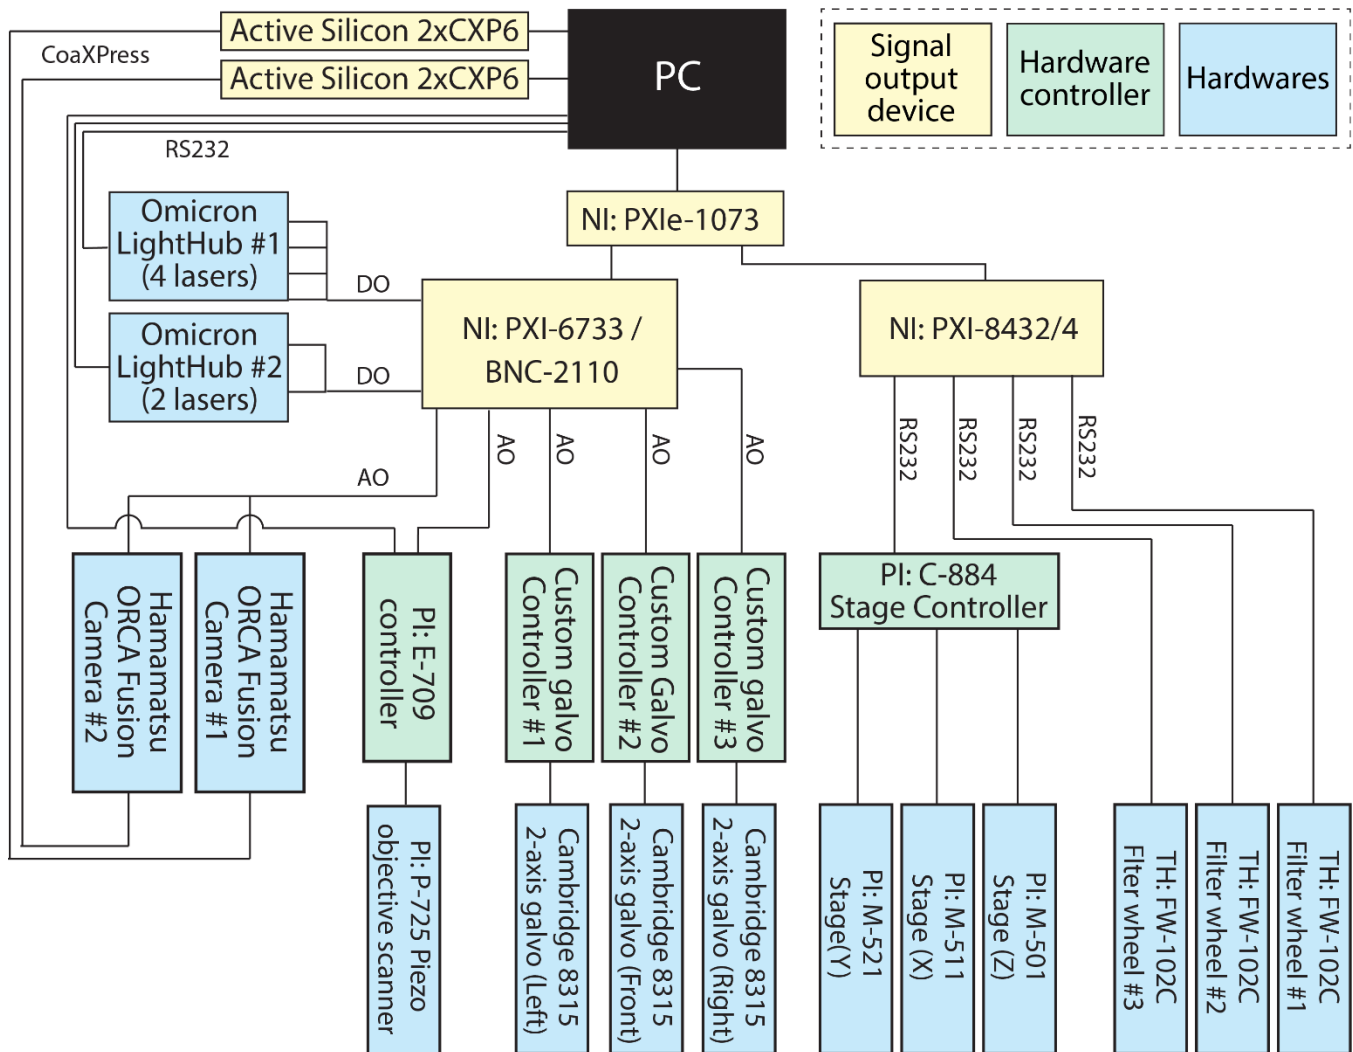 Active Silicon 2xCXP6
CoaXPress
Active Silicon 2xCXP6
PC
Signal
output
device
Hardware
controller
Hardwares
RS232
Omicron
LightHub #1
(4 lasers)
NI: PXIe-1073
DO
Omicron
LightHub #2
(2 lasers)
DO
NI: PXI-6733 /
BNC-2110
NI: PXI-8432/4
AO
AO
AO
AO
AO
RS232
RS232
RS232
RS232
Hamamatsu
ORCA Fusion
Camera #2
Hamamatsu
ORCA Fusion
Camera #1
PI: E-709
controller
Custom galvo
Controller #1
Custom Galvo
Controller #2
Custom galvo
Controller #3
PI: C-884
Stage Controller
PI: P-725 Piezo
objective scanner
Cambridge 8315
2-axis galvo (Left)
Cambridge 8315
2-axis galvo (Front)
Cambridge 8315
2-axis galvo (Right)
PI: M-521
Stage(Y)
PI: M-511
Stage (X)
PI: M-501
Stage (Z)
TH: FW-102C
Flter wheel #3
TH: FW-102C
Filter wheel #2
TH: FW-102C
Filter wheel #1